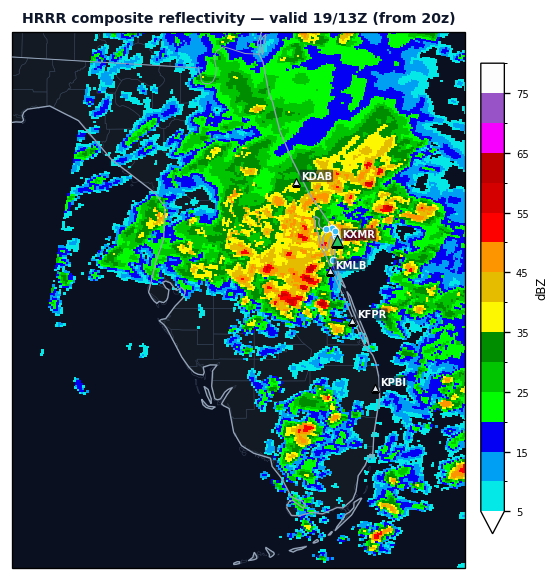 HRRR composite reflectivity — valid 19/13Z (from 20z)
KDAB
KXMR
KMLB
KFPR
KPBI
75
65
55
45
35
25
15
5
dBZ